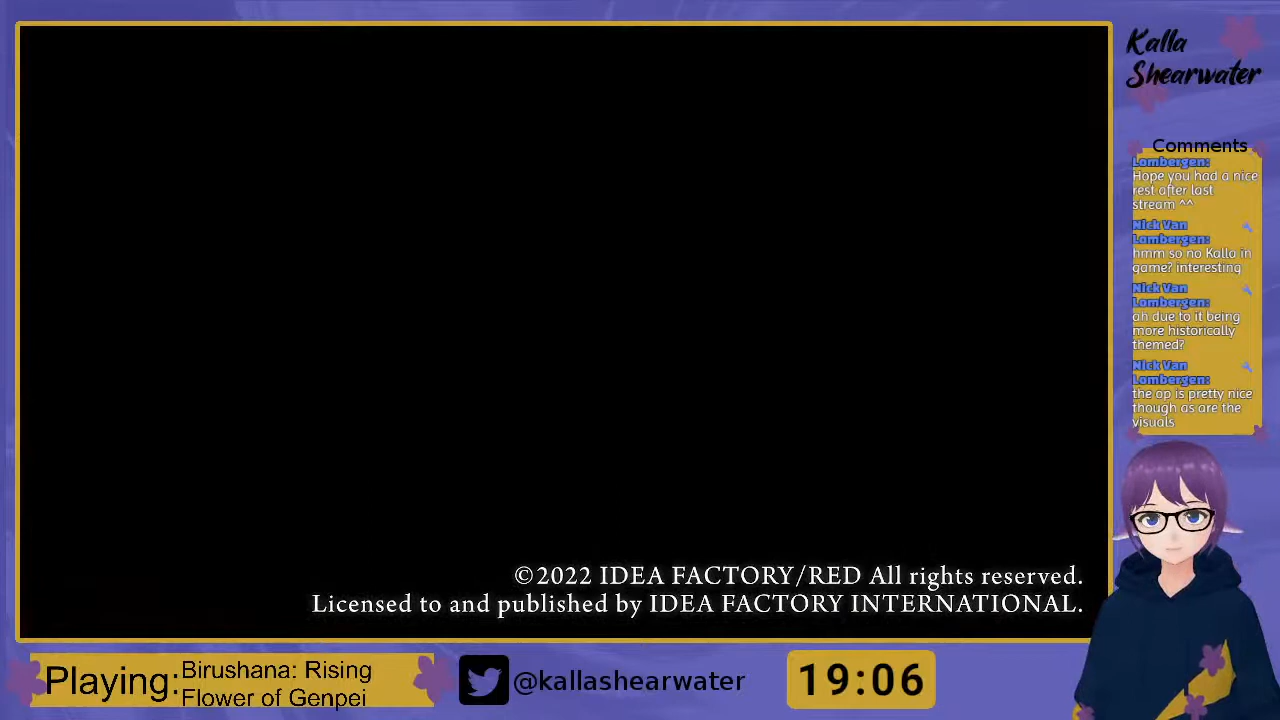 Kalla
Shearwater
Comments
Lombergen:
Hope you had a nice
rest after last
stream ^^
Nick Van
Lombergen:
hmm so no Kalla in
game? interesting
Nick Van
Lombergen:
ah due to it being
more historically
themed?
Nick Van
Lombergen:
the op is pretty nice
though as are the
visuals
©2022 IDEA FACTORY/RED All rights reserved.
Licensed to and published by IDEA FACTORY INTERNATIONAL.
Playing: Birushana: Rising
Flower of Genpei
@kallashearwater
19:06